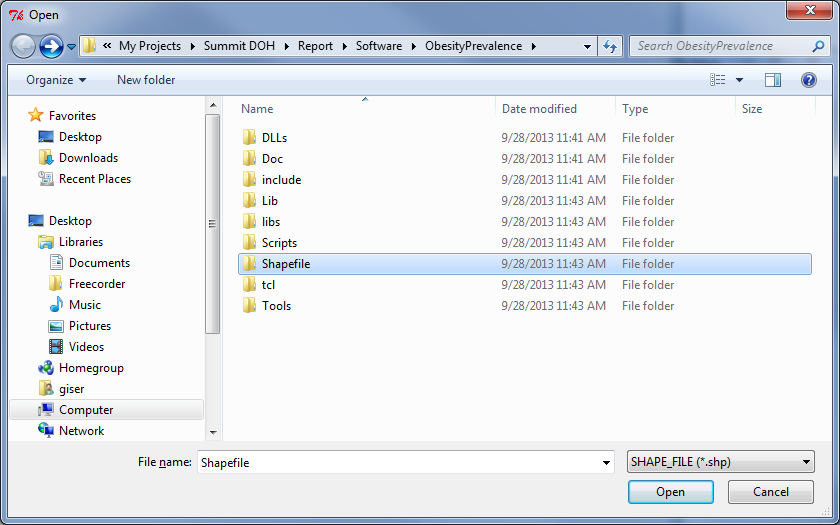 Open
« My Projects Summit DOH Report Software ObesityPrevalence Search ObesityPrevalence
Organize New folder
Favorites
Desktop
Downloads
Recent Places
Desktop
Libraries
Documents
Freecorder
Music
Pictures
Videos
Homegroup
giser
Computer
Network
Name Date modified Type Size
DLLs 9/28/2013 11:41 AM File folder
Doc 9/28/2013 11:41 AM File folder
include 9/28/2013 11:41 AM File folder
Lib 9/28/2013 11:43 AM File folder
libs 9/28/2013 11:43 AM File folder
Scripts 9/28/2013 11:43 AM File folder
Shapefile 9/28/2013 11:43 AM File folder
tcl 9/28/2013 11:43 AM File folder
Tools 9/28/2013 11:43 AM File folder
File name: Shapefile SHAPE_FILE (*.shp)
Open Cancel